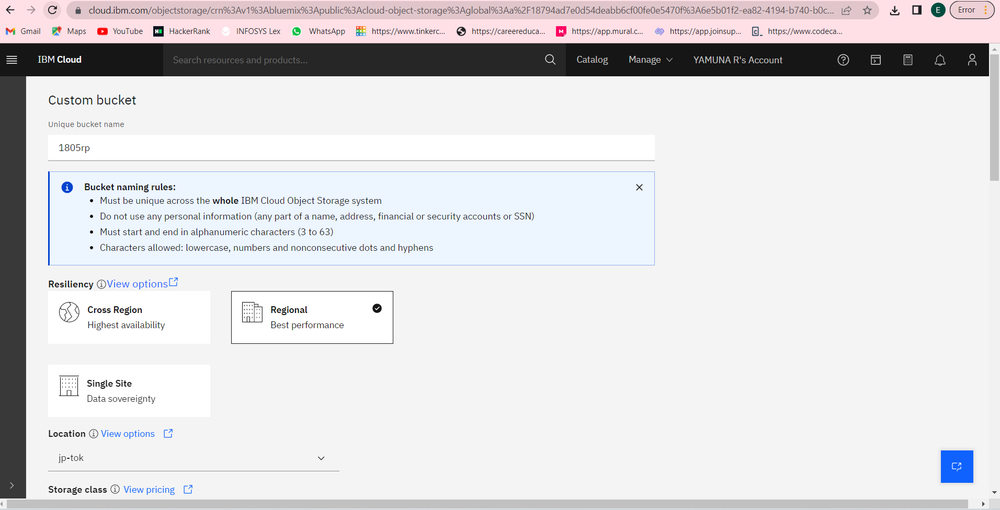 cloud.ibm.com/objectstorage/crn%3Av1%3Abluemix%3Apublic%3Acloud-object-storage%3Aglobal%3Aa%2F18794ad7e0d54deabb6cf00fe0e5470f%3A6e5b01f2-ea82-4194-b740-b0c... E Error
Gmail Maps YouTube HackerRank INFOSYS Lex WhatsApp https://www.tinkerc... https://careereduca... M https://app.mural.c... https://app.joinsup... https://www.codeca...
IBM Cloud Search resources and products... Catalog Manage YAMUNA R's Account
Custom bucket
Unique bucket name
1805rp
Bucket naming rules:
• Must be unique across the whole IBM Cloud Object Storage system
• Do not use any personal information (any part of a name, address, financial or security accounts or SSN)
• Must start and end in alphanumeric characters (3 to 63)
• Characters allowed: lowercase, numbers and nonconsecutive dots and hyphens
Resiliency View options
Cross Region
Highest availability
Regional
Best performance
Single Site
Data sovereignty
Location View options
jp-tok
Storage class View pricing